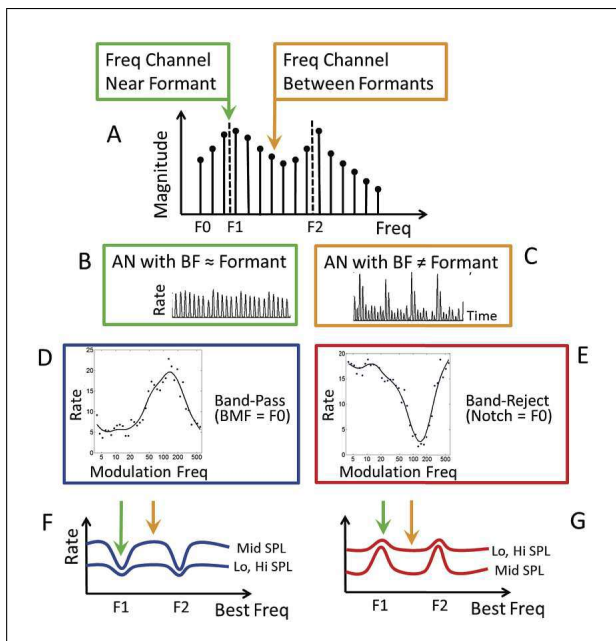 Freq Channel
Near Formant
Freq Channel
Between Formants
A
Magnitude
F0 F1 F2 Freq
B
AN with BF ≈ Formant
Rate
C
AN with BF ≠ Formant
Time
D
Rate
25
20
15
10
5
0
5 10 20 50 100 200 500
Modulation Freq
Band-Pass
(BMF = F0)
E
Rate
20
15
10
5
0
5 10 20 50 100 200 500
Modulation Freq
Band-Reject
(Notch = F0)
F
Rate
Mid SPL
Lo, Hi SPL
F1 F2 Best Freq
G
Lo, Hi SPL
Mid SPL
F1 F2
Best Freq